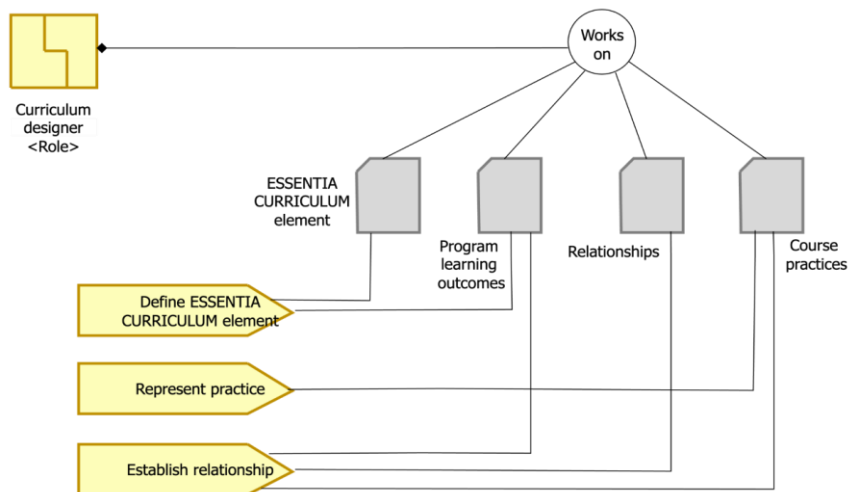 Works
on
Curriculum
designer
<Role>
ESSENTIA
CURRICULUM
element
Program
learning
outcomes
Relationships
Course
practices
Define ESSENTIA
CURRICULUM element
Represent practice
Establish relationship